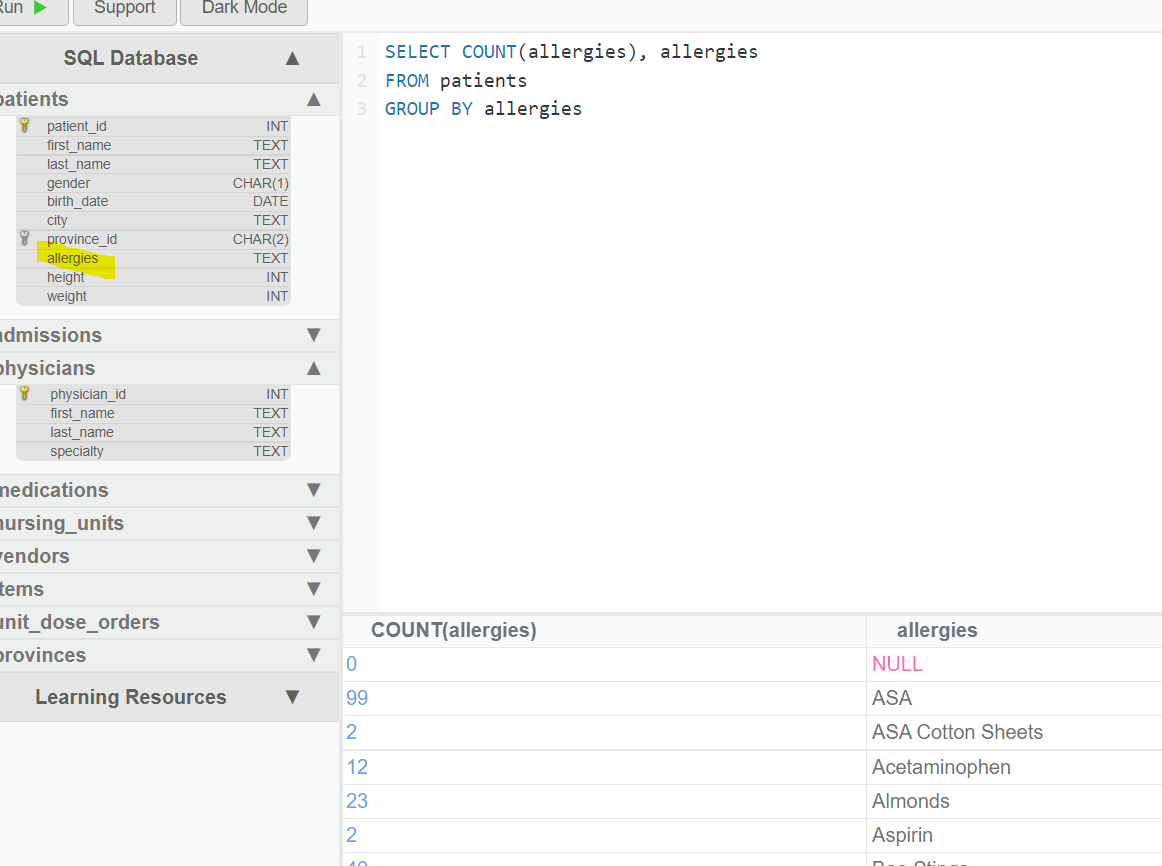 Run
Support
Dark Mode
SQL Database ▲
patients ▲
patient_id INT
first_name TEXT
last_name TEXT
gender CHAR(1)
birth_date DATE
city TEXT
province_id CHAR(2)
allergies TEXT
height INT
weight INT
admissions ▼
physicians ▲
physician_id INT
first_name TEXT
last_name TEXT
specialty TEXT
medications ▼
nursing_units ▼
vendors ▼
items ▼
unit_dose_orders ▼
provinces ▼
Learning Resources ▼
1 SELECT COUNT(allergies), allergies
2 FROM patients
3 GROUP BY allergies
COUNT(allergies) allergies
0 NULL
99 ASA
2 ASA Cotton Sheets
12 Acetaminophen
23 Almonds
2 Aspirin